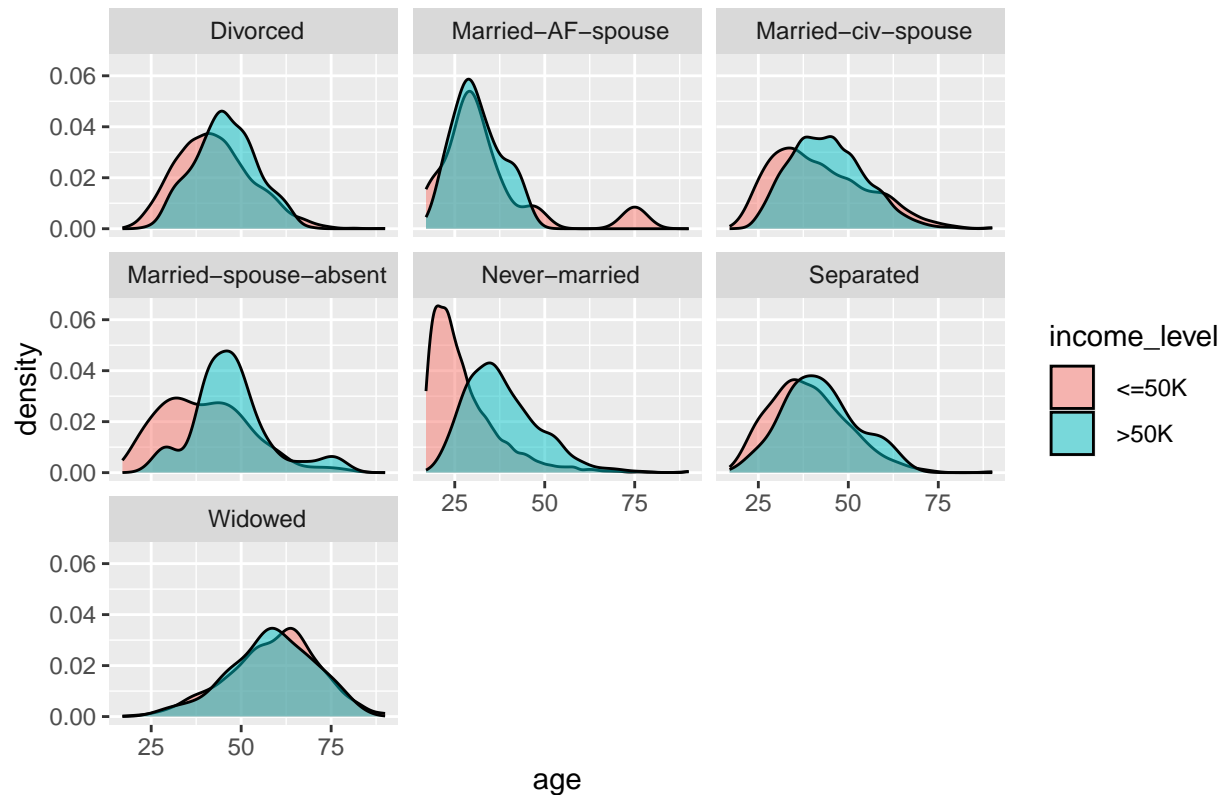 Divorced
Married−AF−spouse
Married−civ−spouse
0.06
0.04
0.02
0.00
Married−spouse−absent
Never−married
Separated
0.06
0.04
0.02
0.00
25 50 75
25 50 75
Widowed
0.06
0.04
0.02
0.00
25 50 75
age
density
income_level
<=50K
>50K